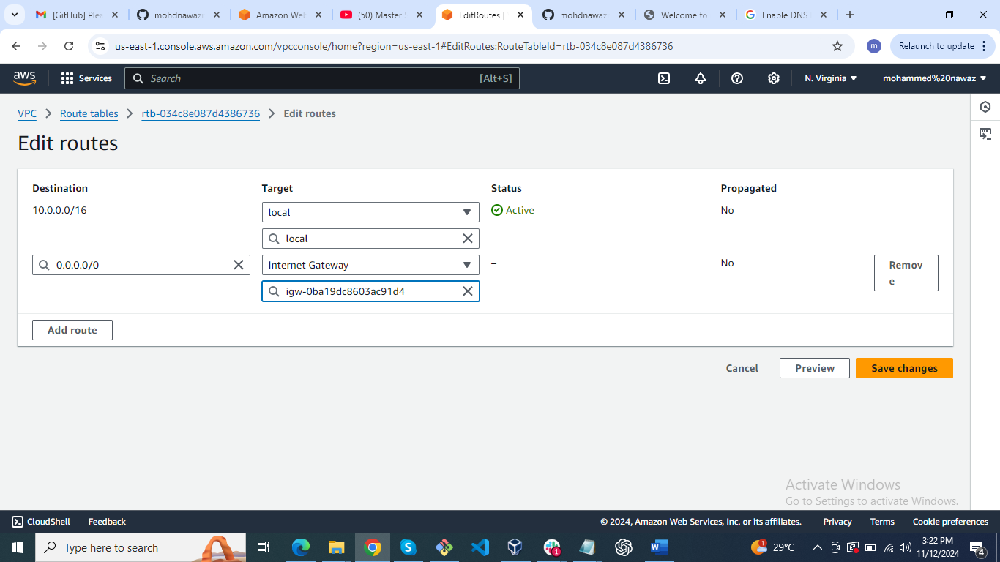 [GitHub] Plea
mohdnawaz
Amazon Web
(50) Master S
EditRoutes |
mohdnawaz
Welcome to
Enable DNS
us-east-1.console.aws.amazon.com/vpcconsole/home?region=us-east-1#EditRoutes:RouteTableId=rtb-034c8e087d4386736
m
Relaunch to update
aws
Services
Search
[Alt+S]
N. Virginia
mohammed%20nawaz
VPC
Route tables
rtb-034c8e087d4386736
Edit routes
Edit routes
Destination
Target
Status
Propagated
10.0.0.0/16
local
Active
No
local
0.0.0.0/0
Internet Gateway
–
No
Remov
e
igw-0ba19dc8603ac91d4
Add route
Cancel
Preview
Save changes
Activate Windows
Go to Settings to activate Windows.
CloudShell
Feedback
© 2024, Amazon Web Services, Inc. or its affiliates.
Privacy
Terms
Cookie preferences
Type here to search
1
1
29°C
3:22 PM
11/12/2024
4